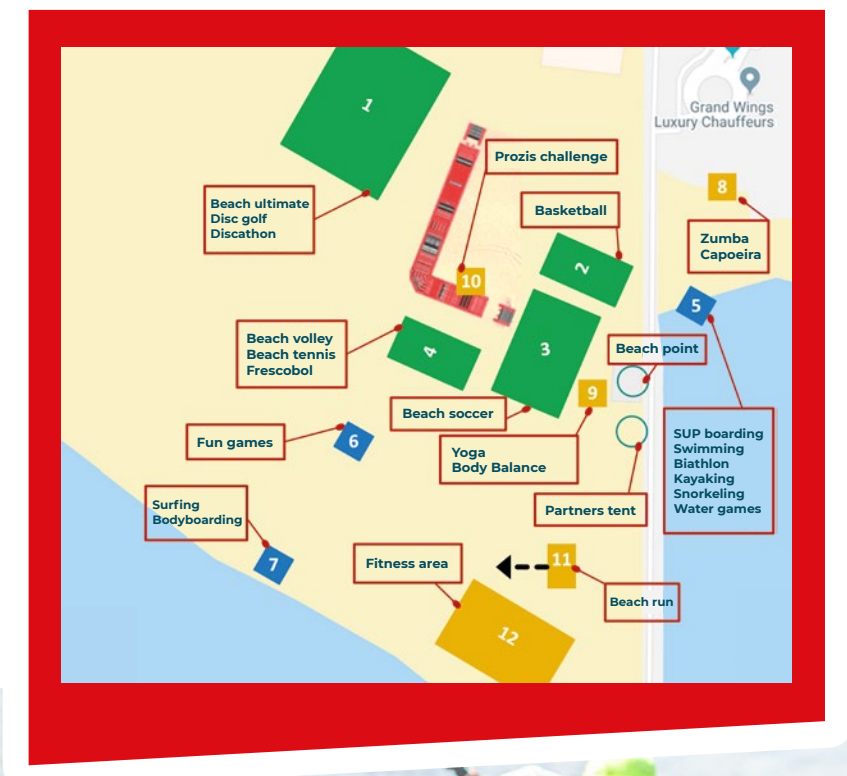 Grand Wings
Luxury Chauffeurs
1
Prozis challenge
8
Beach ultimate
Disc golf
Discathon
Basketball
Zumba
Capoeira
2
10
5
Beach volley
Beach tennis
Frescobol
4
3
Beach point
9
Beach soccer
6
Fun games
Yoga
Body Balance
SUP boarding
Swimming
Biathlon
Kayaking
Snorkeling
Water games
Surfing
Bodyboarding
Partners tent
7
Fitness area
11
Beach run
12